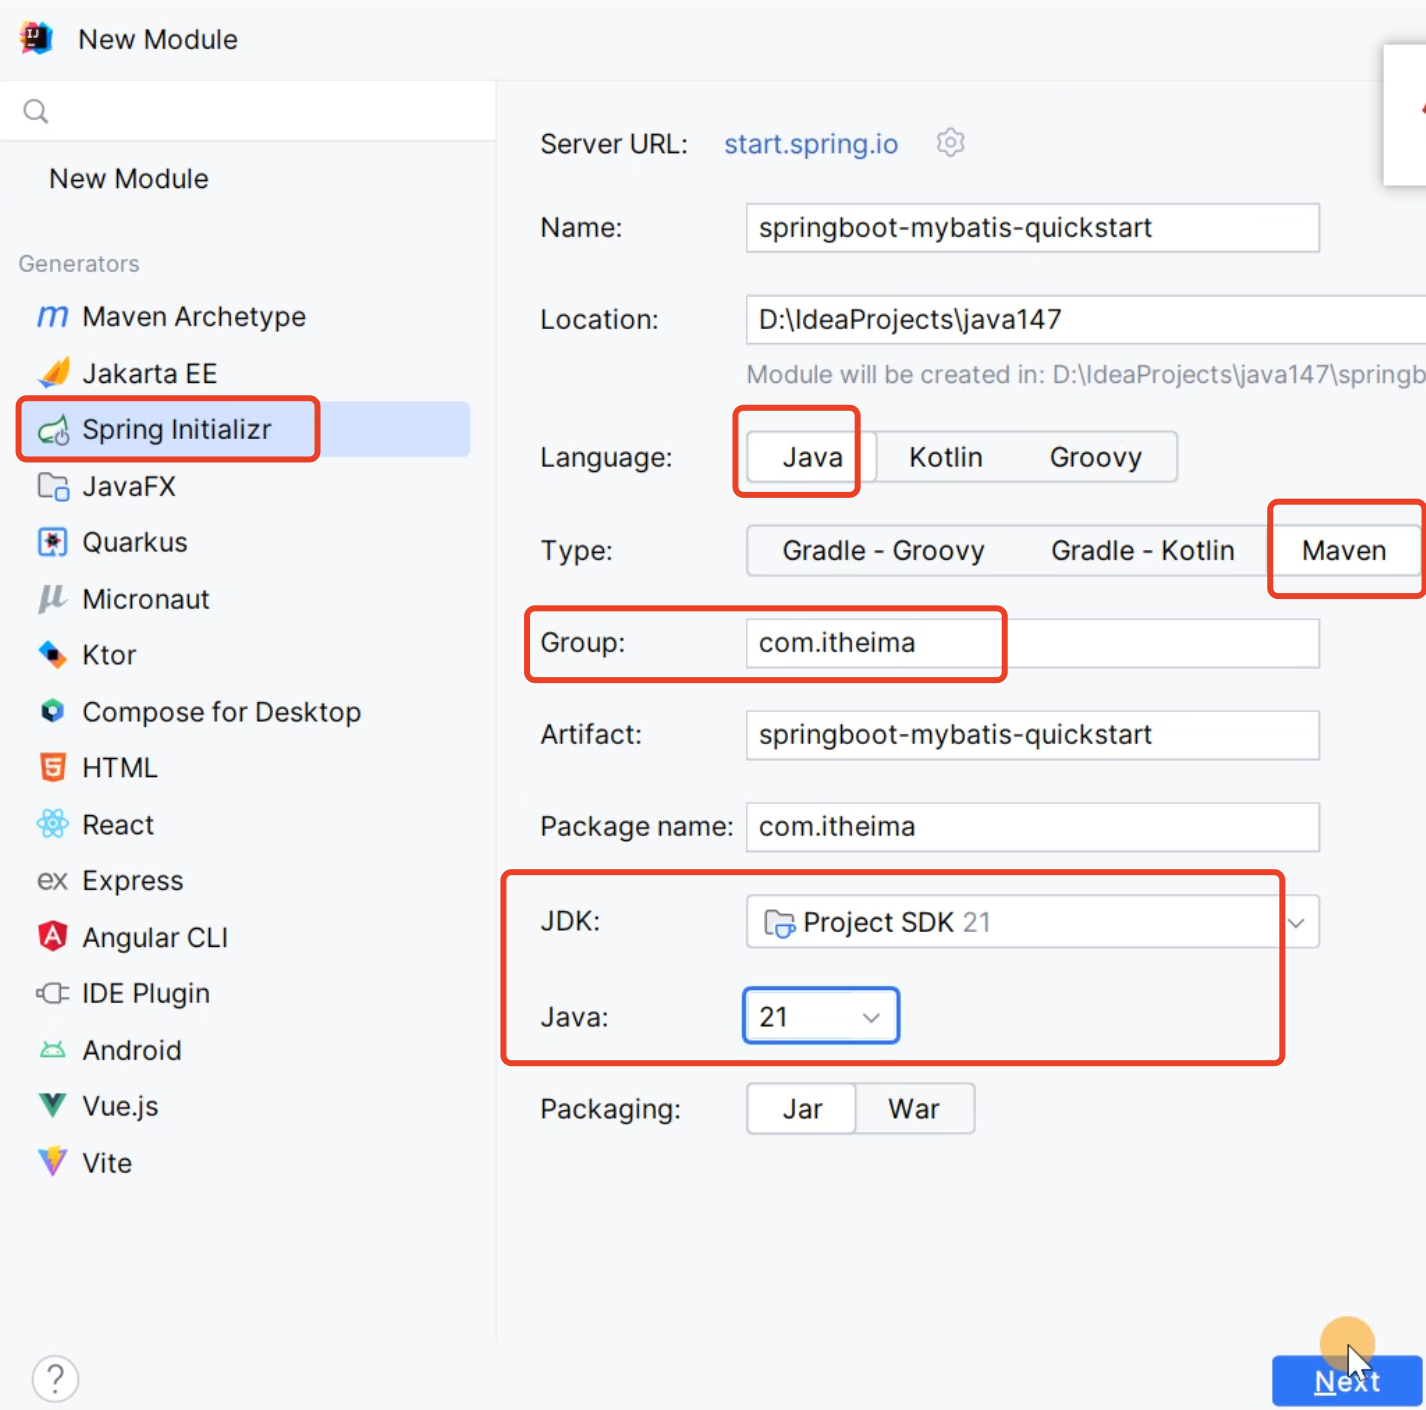 New Module
New Module
Generators
Maven Archetype
Jakarta EE
Spring Initializr
JavaFX
Quarkus
Micronaut
Ktor
Compose for Desktop
HTML
React
ex Express
Angular CLI
IDE Plugin
Android
Vue.js
Vite
Server URL: start.spring.io
Name: springboot-mybatis-quickstart
Location: D:\IdeaProjects\java147
Module will be created in: D:\IdeaProjects\java147\springb
Language: Java Kotlin Groovy
Type: Gradle - Groovy Gradle - Kotlin Maven
Group: com.itheima
Artifact: springboot-mybatis-quickstart
Package name: com.itheima
JDK: Project SDK 21
Java: 21
Packaging: Jar War
?
Next